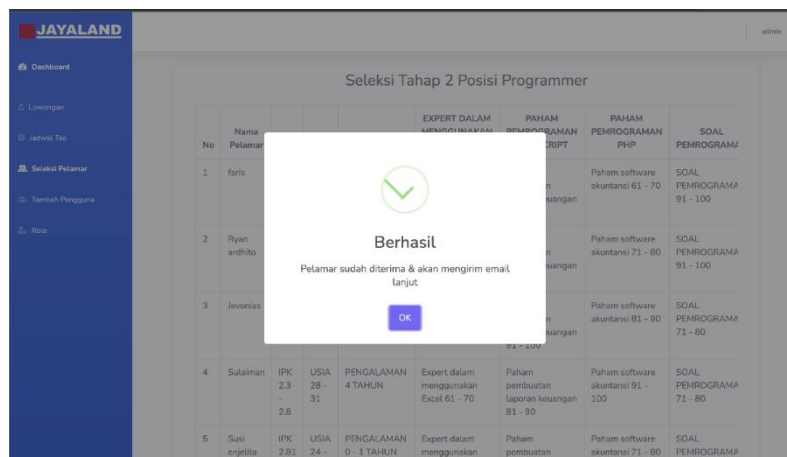 JAYALAND
admin
Dashboard
Lowongan
Jadwal Tes
Seleksi Pelamar
Tambah Pengguna
Role
Seleksi Tahap 2 Posisi Programmer
No
Nama
Pelamar
EXPERT DALAM
MENGGUNAKAN
PAHAM
PEMROGRAMAN
PAHAM
PEMROGRAMAN
PHP
SOAL
1
faris
Paham software
akuntansi 61 - 70
SOAL
91 - 100
2
Ryan
ardhito
Paham software
akuntansi 71 - 80
SOAL
91 - 100
3
Jevonias
91 - 100
Paham software
akuntansi 81 - 90
SOAL
71 - 80
Berhasil
Pelamar sudah diterima & akan mengirim email
lanjut
OK
4
Sulaiman
IPK
2.3
-
2.8
USIA
28 -
31
PENGALAMAN
4 TAHUN
Expert dalam
menggunakan
Excel 61 - 70
Paham
pembuatan
laporan keuangan
81 - 90
Paham software
akuntansi 91 -
100
SOAL
71 - 80
5
Susi
enjelita
IPK
2.81
USIA
24 -
PENGALAMAN
0 - 1 TAHUN
Expert dalam
menggunakan
Paham
pembuatan
Paham software
akuntansi 71 - 80
SOAL